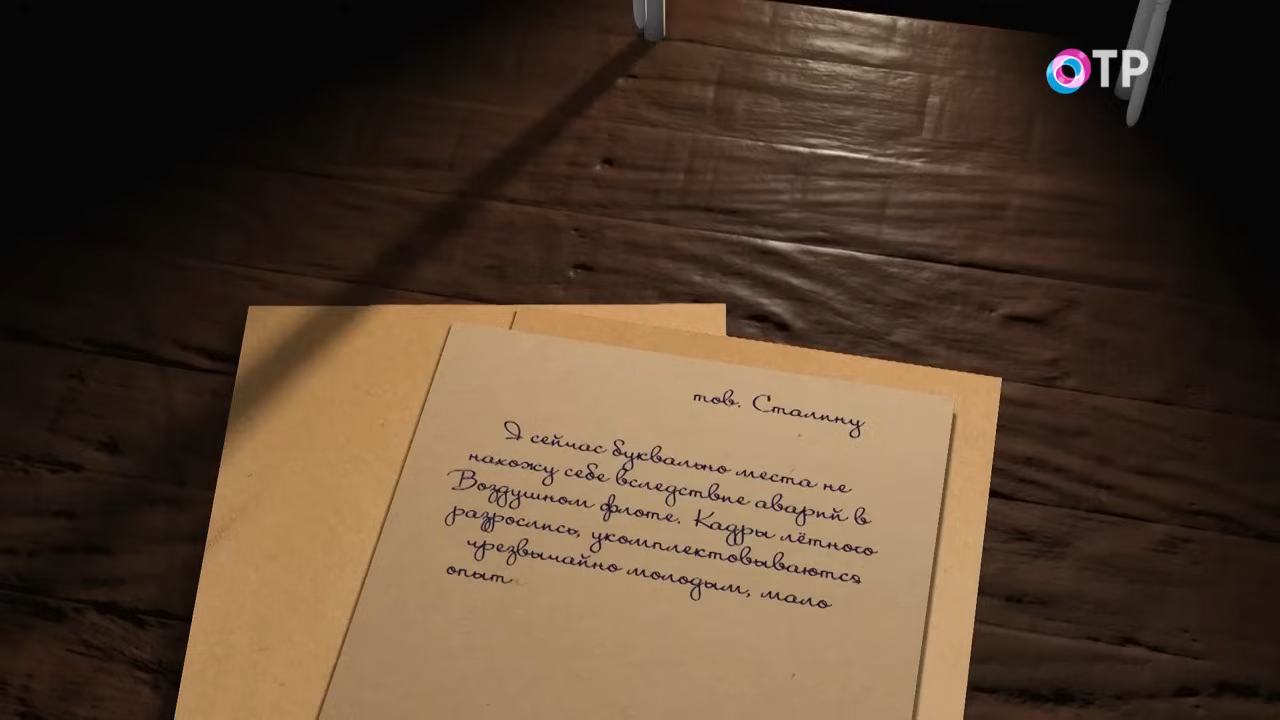 ОТР
тов. Сталину
Я сейчас буквально места не
нахожу себе вследствие аварий в
Воздушном флоте. Кадры лётного
разрослись, укомплектовываются
чрезвычайно молодым, мало
опыт